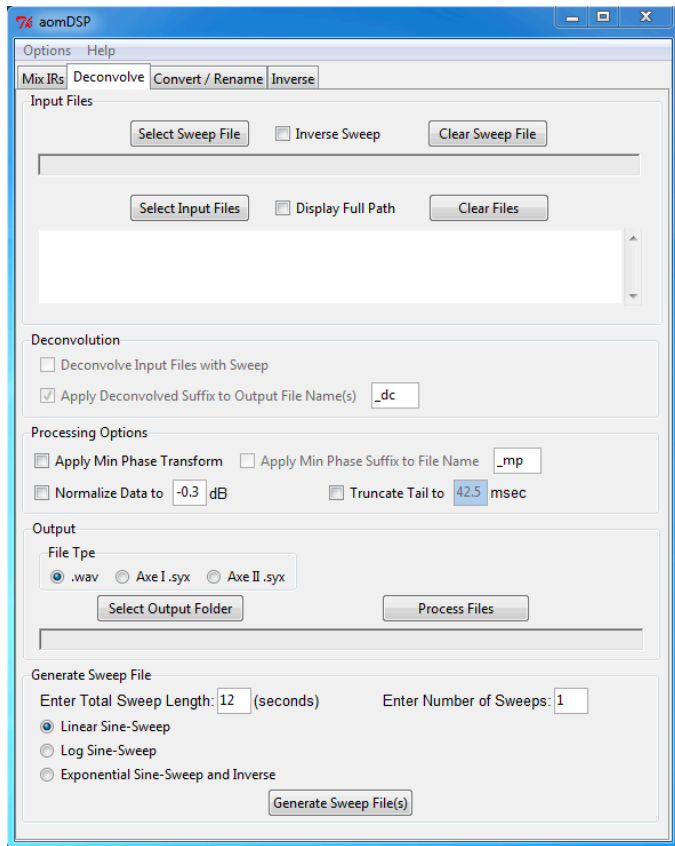 aomDSP
Options Help
Mix IRs Deconvolve Convert / Rename Inverse
Input Files
Select Sweep File Inverse Sweep Clear Sweep File
Select Input Files Display Full Path Clear Files
Deconvolution
Deconvolve Input Files with Sweep
Apply Deconvolved Suffix to Output File Name(s) _dc
Processing Options
Apply Min Phase Transform Apply Min Phase Suffix to File Name _mp
Normalize Data to -0.3 dB Truncate Tail to 42.5 msec
Output
File Tpe
.wav Axe I .syx Axe II .syx
Select Output Folder Process Files
Generate Sweep File
Enter Total Sweep Length: 12 (seconds) Enter Number of Sweeps: 1
Linear Sine-Sweep
Log Sine-Sweep
Exponential Sine-Sweep and Inverse
Generate Sweep File(s)